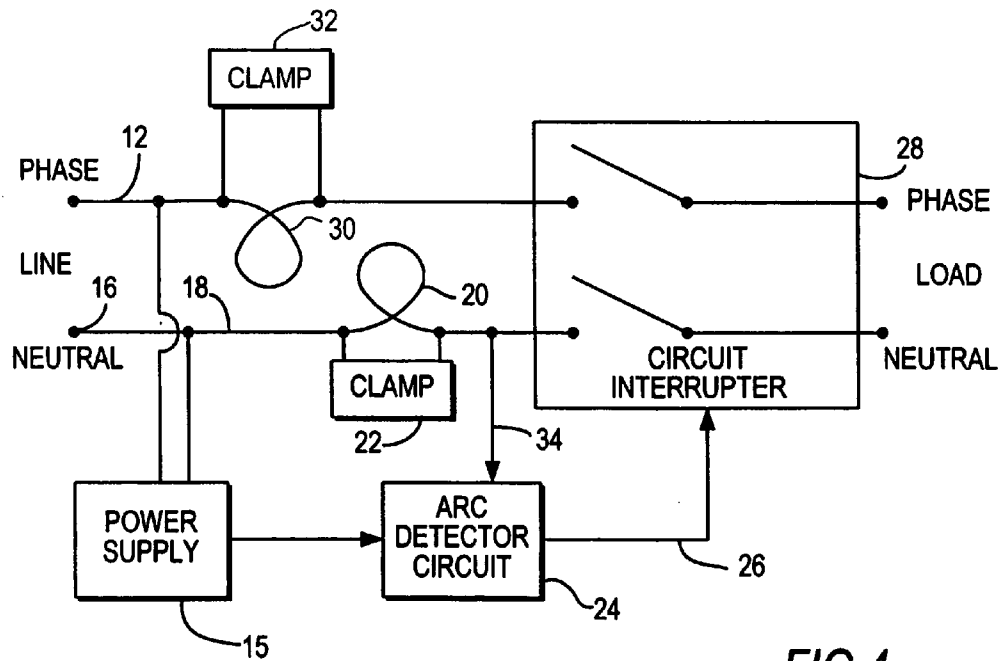 32
CLAMP
12
PHASE
30
28
PHASE
LINE
16
18
20
LOAD
NEUTRAL
CLAMP
22
34
CIRCUIT
INTERRUPTER
NEUTRAL
POWER
SUPPLY
ARC
DETECTOR
CIRCUIT
26
24
15